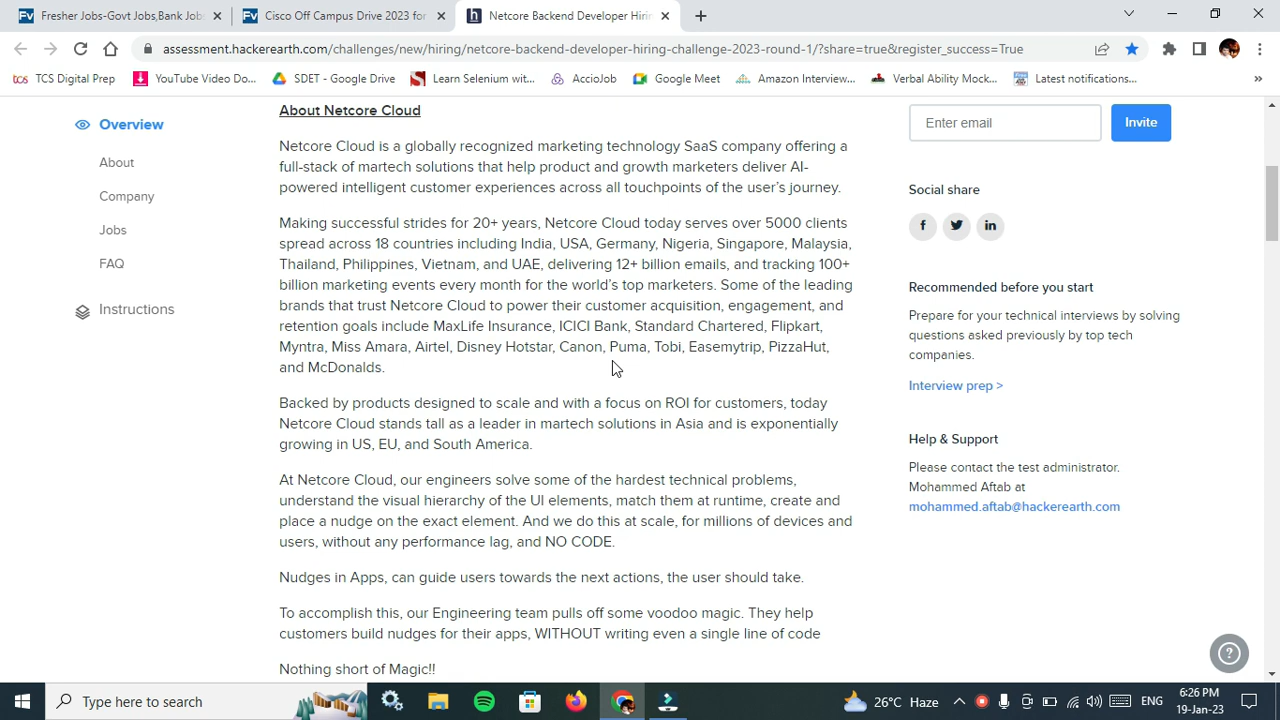 Fresher Jobs-Govt Jobs,Bank Job
Cisco Off Campus Drive 2023 for
Netcore Backend Developer Hirin
assessment.hackerearth.com/challenges/new/hiring/netcore-backend-developer-hiring-challenge-2023-round-1/?share=true&register_success=True
TCS Digital Prep
YouTube Video Do...
SDET - Google Drive
Learn Selenium wit...
AccioJob
Google Meet
Amazon Interview...
Verbal Ability Mock...
Latest notifications...
»
Overview
About
Company
Jobs
FAQ
Instructions
About Netcore Cloud
Netcore Cloud is a globally recognized marketing technology SaaS company offering a
full-stack of martech solutions that help product and growth marketers deliver AI-
powered intelligent customer experiences across all touchpoints of the user's journey.
Making successful strides for 20+ years, Netcore Cloud today serves over 5000 clients
spread across 18 countries including India, USA, Germany, Nigeria, Singapore, Malaysia,
Thailand, Philippines, Vietnam, and UAE, delivering 12+ billion emails, and tracking 100+
billion marketing events every month for the world's top marketers. Some of the leading
brands that trust Netcore Cloud to power their customer acquisition, engagement, and
retention goals include MaxLife Insurance, ICICI Bank, Standard Chartered, Flipkart,
Myntra, Miss Amara, Airtel, Disney Hotstar, Canon, Puma, Tobi, Easemytrip, PizzaHut,
and McDonalds.
Backed by products designed to scale and with a focus on ROI for customers, today
Netcore Cloud stands tall as a leader in martech solutions in Asia and is exponentially
growing in US, EU, and South America.
At Netcore Cloud, our engineers solve some of the hardest technical problems,
understand the visual hierarchy of the UI elements, match them at runtime, create and
place a nudge on the exact element. And we do this at scale, for millions of devices and
users, without any performance lag, and NO CODE.
Nudges in Apps, can guide users towards the next actions, the user should take.
To accomplish this, our Engineering team pulls off some voodoo magic. They help
customers build nudges for their apps, WITHOUT writing even a single line of code
Nothing short of Magic!!
Enter email
Invite
Social share
Recommended before you start
Prepare for your technical interviews by solving
questions asked previously by top tech
companies.
Interview prep >
Help & Support
Please contact the test administrator.
Mohammed Aftab at
mohammed.aftab@hackerearth.com
Type here to search
26°C Haze
ENG
6:26 PM
19-Jan-23